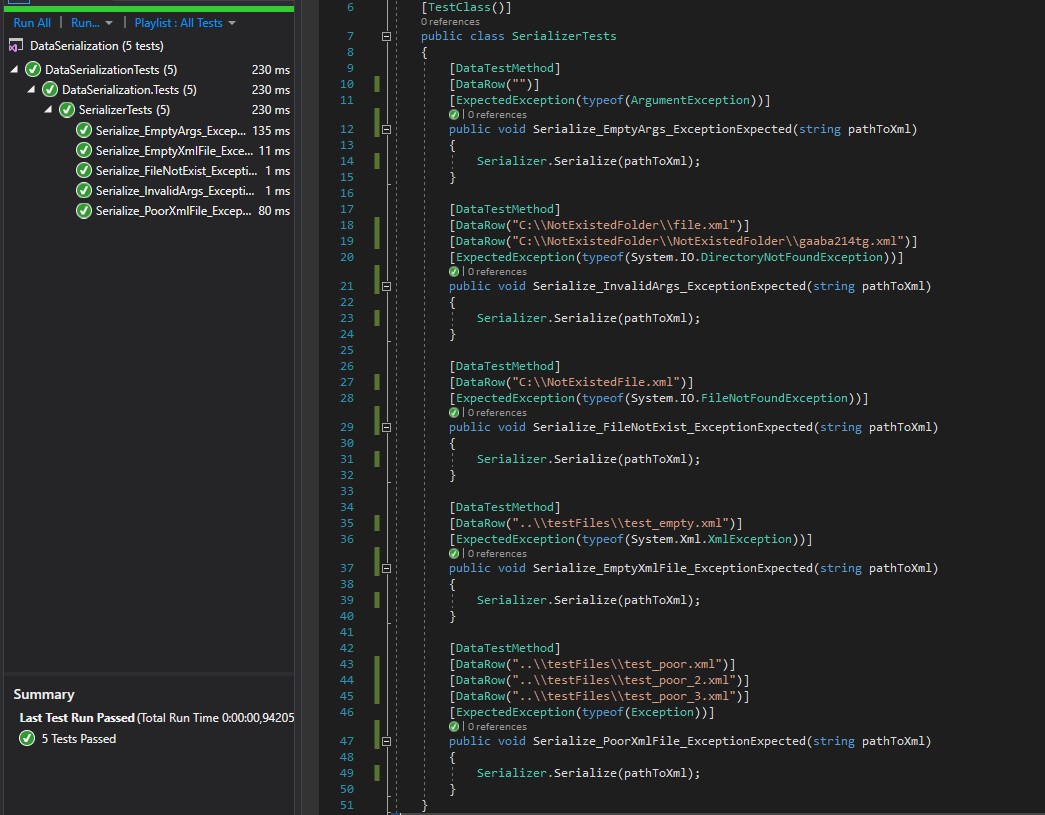 Run All | Run... | Playlist : All Tests
DataSerialization (5 tests)
DataSerializationTests (5) 230 ms
DataSerialization.Tests (5) 230 ms
SerializerTests (5) 230 ms
Serialize_EmptyArgs_Excep... 135 ms
Serialize_EmptyXmlFile_Exce... 11 ms
Serialize_FileNotExist_Excepti... 1 ms
Serialize_InvalidArgs_Excepti... 1 ms
Serialize_PoorXmlFile_Excep... 80 ms
Summary
Last Test Run Passed (Total Run Time 0:00:00,94205
5 Tests Passed
6 [TestClass()]
0 references
7 public class SerializerTests
8 {
9 [DataTestMethod]
10 [DataRow("")]
11 [ExpectedException(typeof(ArgumentException))]
| 0 references
12 public void Serialize_EmptyArgs_ExceptionExpected(string pathToXml)
13 {
14 Serializer.Serialize(pathToXml);
15 }
16
17 [DataTestMethod]
18 [DataRow("C:\\NotExistedFolder\\file.xml")]
19 [DataRow("C:\\NotExistedFolder\\NotExistedFolder\\gaaba214tg.xml")]
20 [ExpectedException(typeof(System.IO.DirectoryNotFoundException))]
| 0 references
21 public void Serialize_InvalidArgs_ExceptionExpected(string pathToXml)
22 {
23 Serializer.Serialize(pathToXml);
24 }
25
26 [DataTestMethod]
27 [DataRow("C:\\NotExistedFile.xml")]
28 [ExpectedException(typeof(System.IO.FileNotFoundException))]
| 0 references
29 public void Serialize_FileNotExist_ExceptionExpected(string pathToXml)
30 {
31 Serializer.Serialize(pathToXml);
32 }
33
34 [DataTestMethod]
35 [DataRow("..\\testFiles\\test_empty.xml")]
36 [ExpectedException(typeof(System.Xml.XmlException))]
| 0 references
37 public void Serialize_EmptyXmlFile_ExceptionExpected(string pathToXml)
38 {
39 Serializer.Serialize(pathToXml);
40 }
41
42 [DataTestMethod]
43 [DataRow("..\\testFiles\\test_poor.xml")]
44 [DataRow("..\\testFiles\\test_poor_2.xml")]
45 [DataRow("..\\testFiles\\test_poor_3.xml")]
46 [ExpectedException(typeof(Exception))]
| 0 references
47 public void Serialize_PoorXmlFile_ExceptionExpected(string pathToXml)
48 {
49 Serializer.Serialize(pathToXml);
50 }
51 }